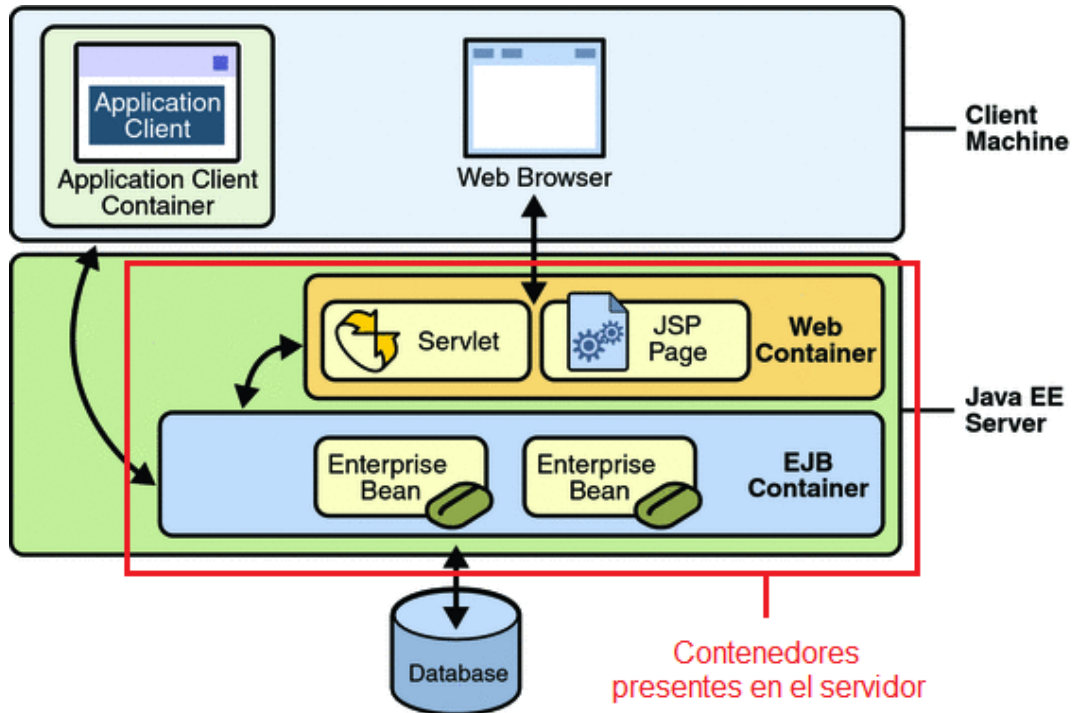 Application
Client
Application Client
Container
Web Browser
Client
Machine
Servlet
JSP
Page
Web
Container
Java EE
Server
Enterprise
Bean
Enterprise
Bean
EJB
Container
Database
Contenedores
presentes en el servidor